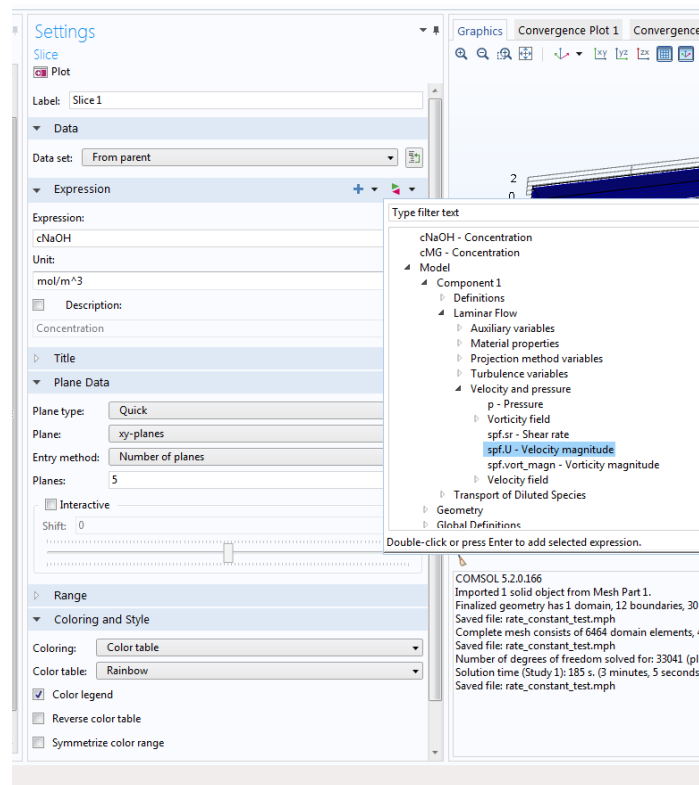 Settings
Slice
Plot
Label: Slice 1
Data
Data set: From parent
Expression
Expression:
cNaOH
Unit:
mol/m^3
Description:
Concentration
Title
Plane Data
Plane type: Quick
Plane: xy-planes
Entry method: Number of planes
Planes: 5
Interactive
Shift: 0
Range
Coloring and Style
Coloring: Color table
Color table: Rainbow
Color legend
Reverse color table
Symmetrize color range
Graphics Convergence Plot 1 Convergence
xy yz zx
2
0
Type filter text
cNaOH - Concentration
cMG - Concentration
Model
Component 1
Definitions
Laminar Flow
Auxiliary variables
Material properties
Projection method variables
Turbulence variables
Velocity and pressure
p - Pressure
Vorticity field
spf.sr - Shear rate
spf.U - Velocity magnitude
spf.vort_magn - Vorticity magnitude
Velocity field
Transport of Diluted Species
Geometry
Global Definitions
Double-click or press Enter to add selected expression.
COMSOL 5.2.0.166
Imported 1 solid object from Mesh Part 1.
Finalized geometry has 1 domain, 12 boundaries, 30
Saved file: rate_constant_test.mph
Complete mesh consists of 6464 domain elements, 4
Saved file: rate_constant_test.mph
Number of degrees of freedom solved for: 33041 (pl
Solution time (Study 1): 185 s. (3 minutes, 5 seconds
Saved file: rate_constant_test.mph